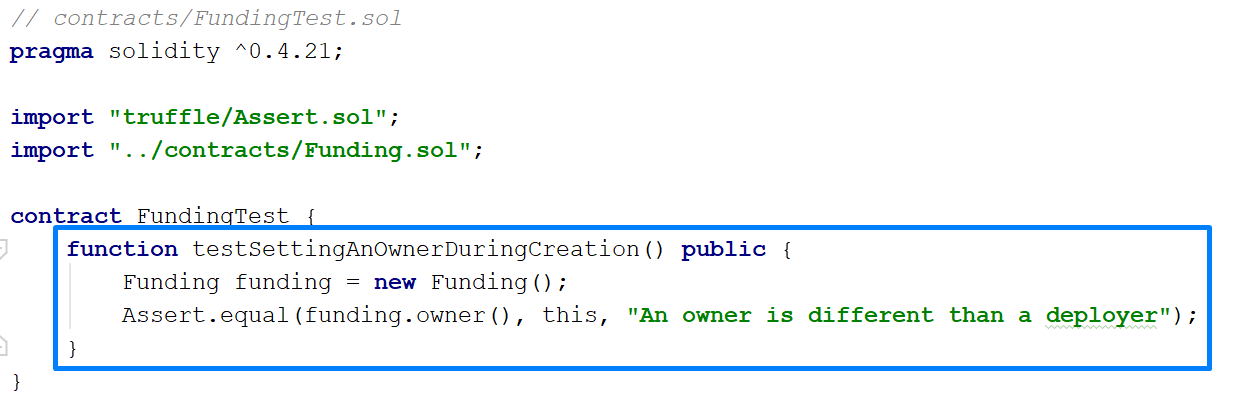 // contracts/FundingTest.sol
pragma solidity ^0.4.21;
import "truffle/Assert.sol";
import "../contracts/Funding.sol";
contract FundingTest {
function testSettingAnOwnerDuringCreation() public {
Funding funding = new Funding();
Assert.equal(funding.owner(), this, "An owner is different than a deployer");
}
}